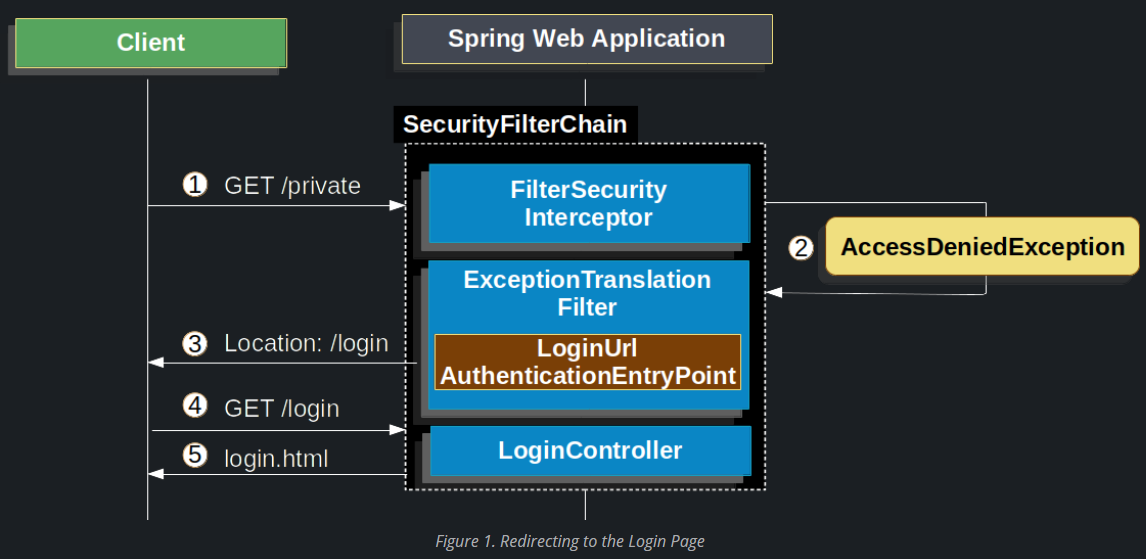 Client
Spring Web Application
SecurityFilterChain
1 GET /private
FilterSecurity
Interceptor
2 AccessDeniedException
ExceptionTranslation
Filter
3 Location: /login
LoginUrl
AuthenticationEntryPoint
4 GET /login
LoginController
5 login.html
Figure 1. Redirecting to the Login Page